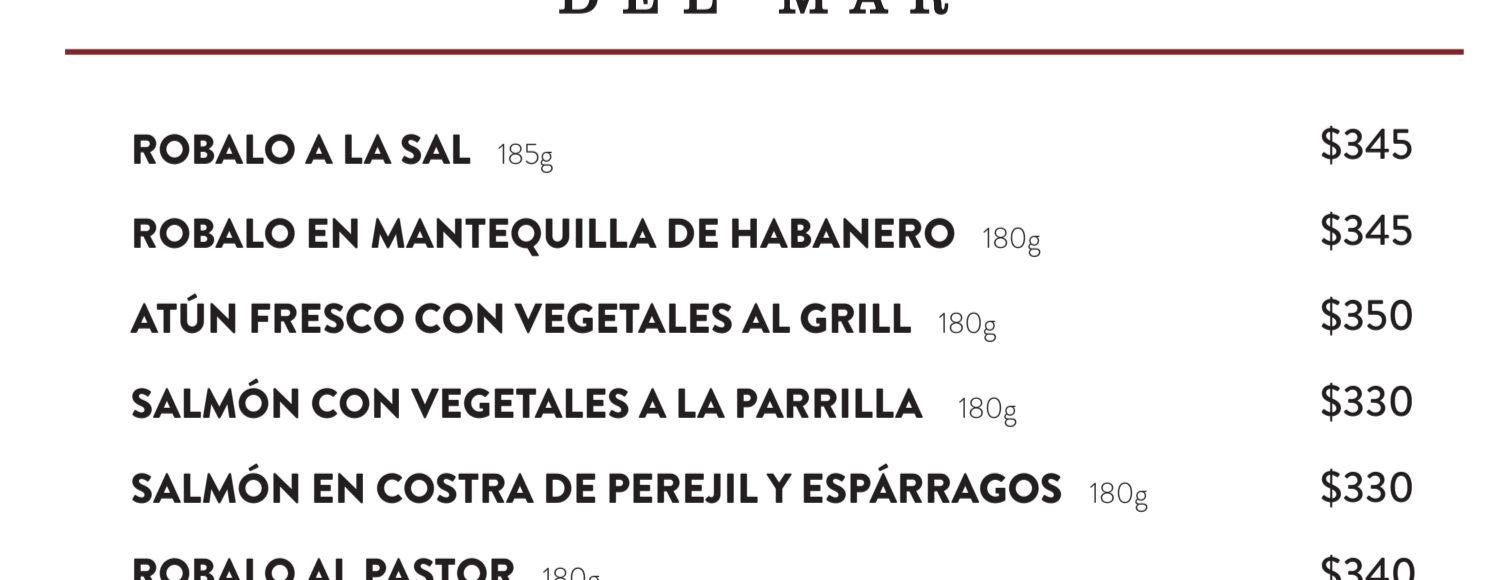 DEL MAR
ROBALO A LA SAL 185g $345
ROBALO EN MANTEQUILLA DE HABANERO 180g $345
ATÚN FRESCO CON VEGETALES AL GRILL 180g $350
SALMÓN CON VEGETALES A LA PARRILLA 180g $330
SALMÓN EN COSTRA DE PEREJIL Y ESPÁRRAGOS 180g $330
ROBALO AL PASTOR 180g $340